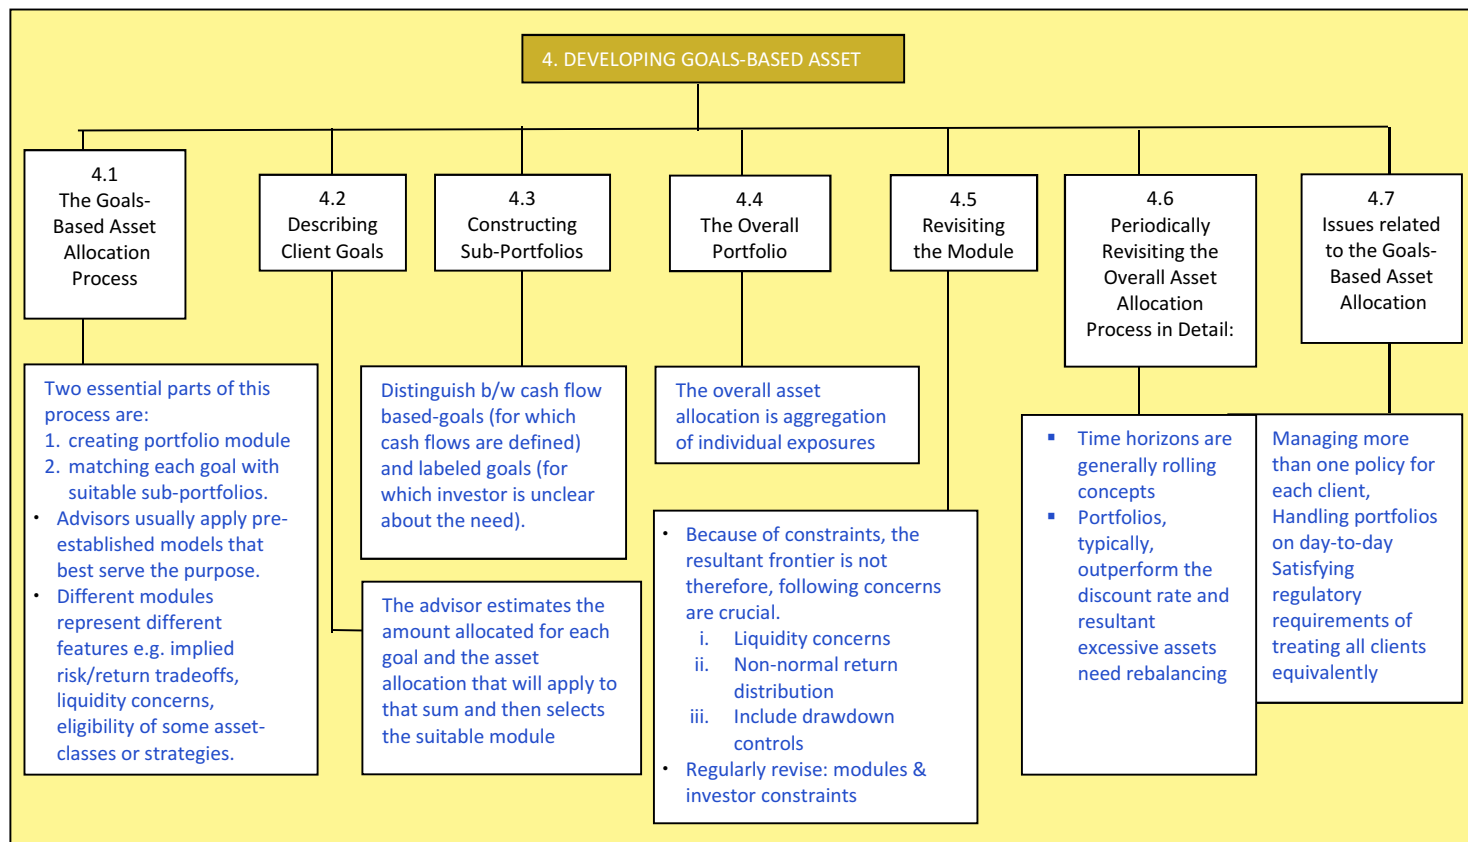 4. DEVELOPING GOALS-BASED ASSET
4.1
The Goals-
Based Asset
Allocation
Process
4.2
Describing
Client Goals
4.3
Constructing
Sub-Portfolios
4.4
The Overall
Portfolio
4.5
Revisiting
the Module
4.6
Periodically
Revisiting the
Overall Asset
Allocation
Process in Detail:
4.7
Issues related
to the Goals-
Based Asset
Allocation
Two essential parts of this
process are:
1. creating portfolio module
2. matching each goal with
suitable sub-portfolios.
• Advisors usually apply pre-
established models that
best serve the purpose.
• Different modules
represent different
features e.g. implied
risk/return tradeoffs,
liquidity concerns,
eligibility of some asset-
classes or strategies.
Distinguish b/w cash flow
based-goals (for which
cash flows are defined)
and labeled goals (for
which investor is unclear
about the need).
The advisor estimates the
amount allocated for each
goal and the asset
allocation that will apply to
that sum and then selects
the suitable module
The overall asset
allocation is aggregation
of individual exposures
• Because of constraints, the
resultant frontier is not
therefore, following concerns
are crucial.
i. Liquidity concerns
ii. Non-normal return
distribution
iii. Include drawdown
controls
• Regularly revise: modules &
investor constraints
▪ Time horizons are
generally rolling
concepts
▪ Portfolios,
typically,
outperform the
discount rate and
resultant
excessive assets
need rebalancing
Managing more
than one policy for
each client,
Handling portfolios
on day-to-day
Satisfying
regulatory
requirements of
treating all clients
equivalently